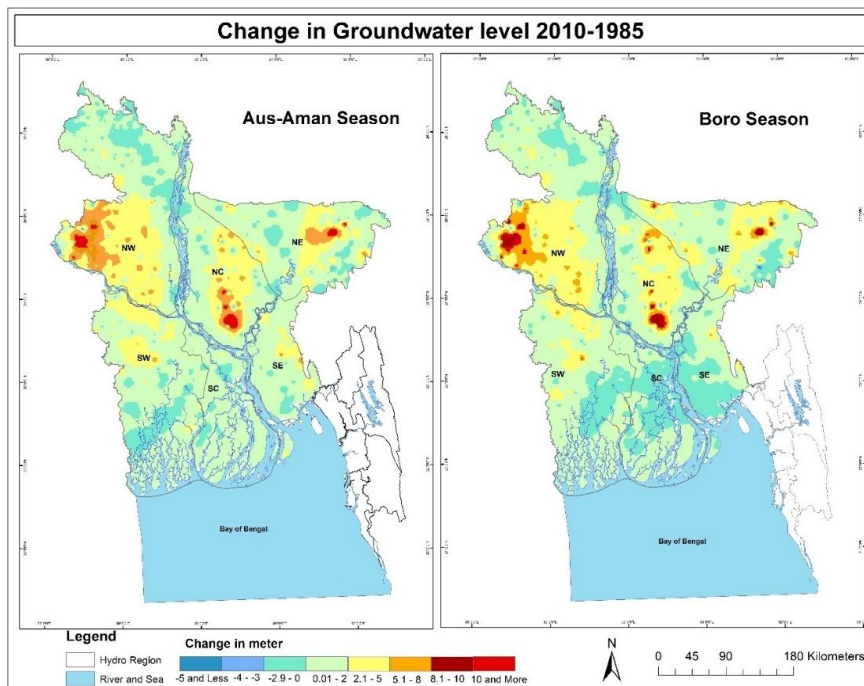 Change in Groundwater level 2010-1985
Aus-Aman Season
NW
NC
NE
SW
SC
SE
Bay of Bengal
Boro Season
NW
NC
NE
SW
SC
SE
Bay of Bengal
Legend
Hydro Region
River and Sea
Change in meter
-5 and Less
-4 - -3
-2.9 - 0
0.01 - 2
2.1 - 5
5.1 - 8
8.1 - 10
10 and More
N
0 45 90 180 Kilometers